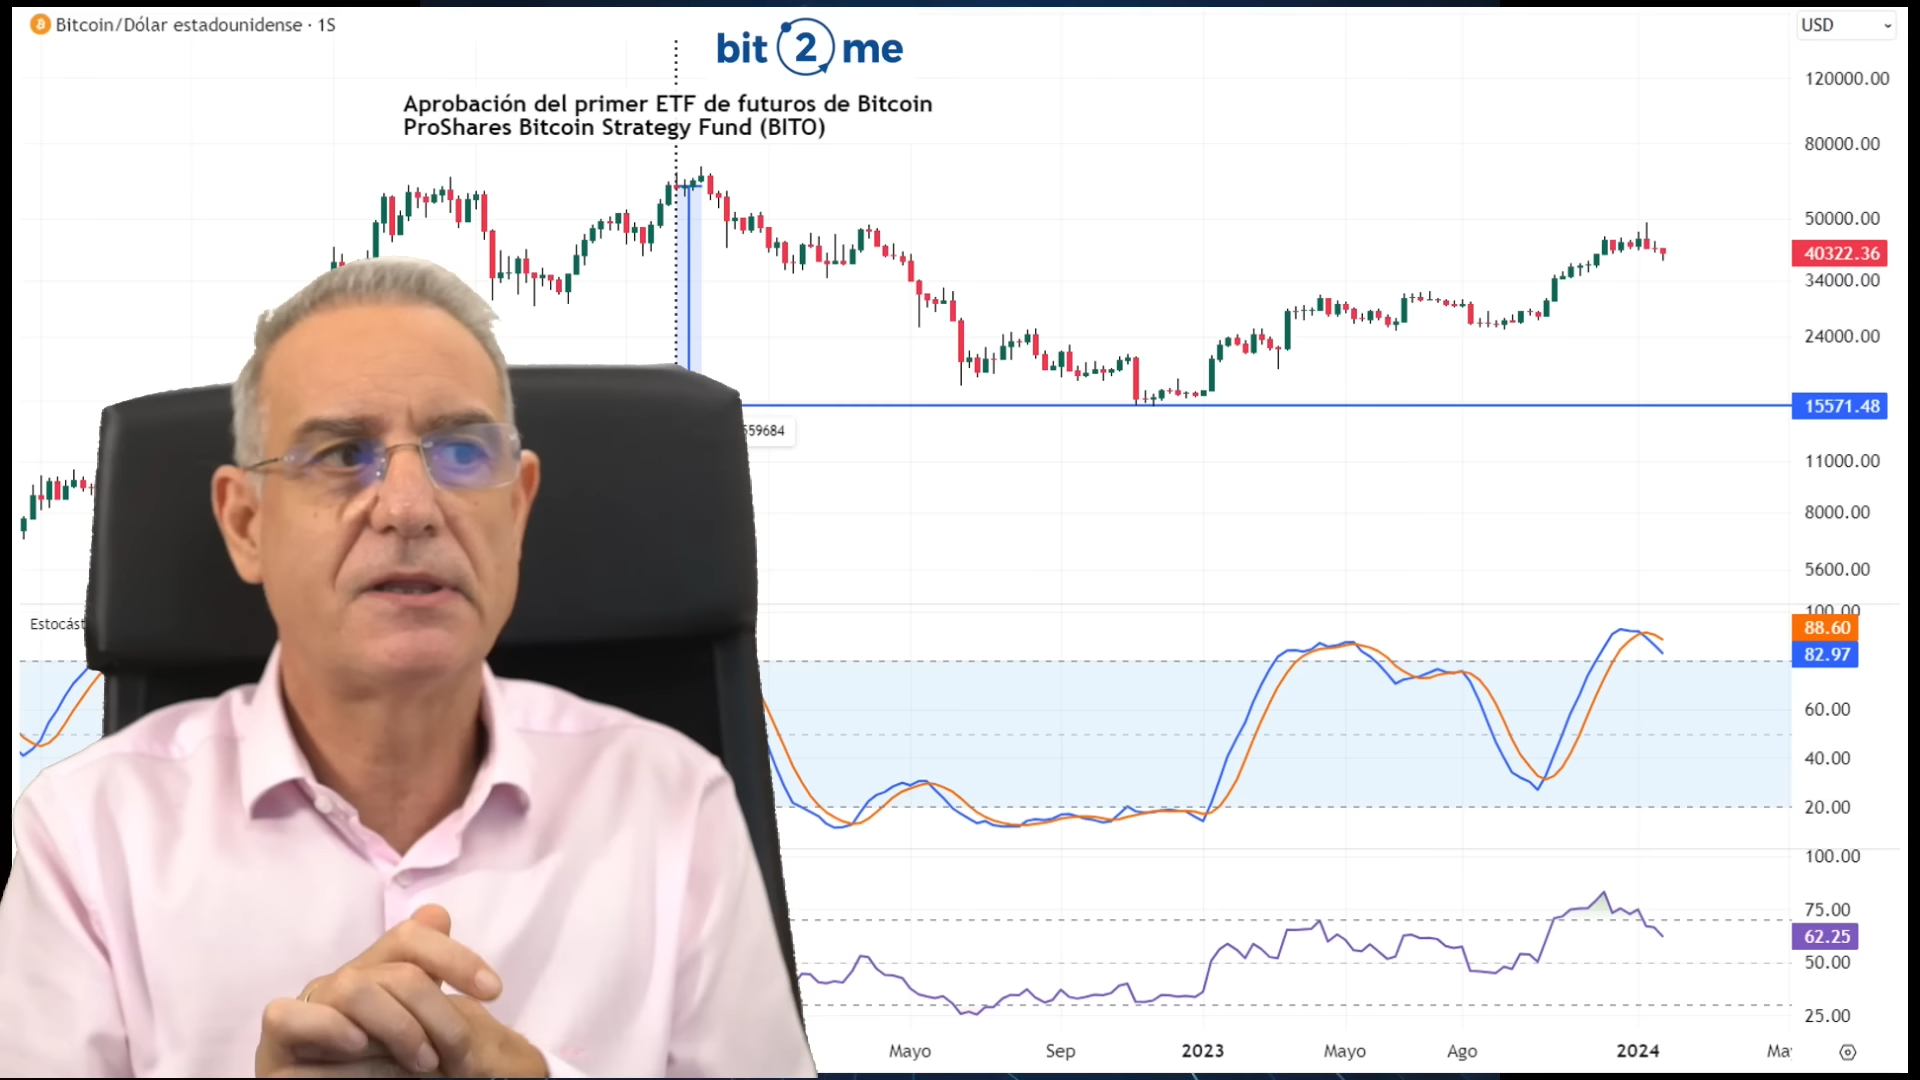 Bitcoin/Dólar estadounidense · 1S
USD
bit 2 me
Aprobación del primer ETF de futuros de Bitcoin
ProShares Bitcoin Strategy Fund (BITO)
120000.00
80000.00
50000.00
40322.36
34000.00
24000.00
15571.48
11000.00
8000.00
5600.00
Estocást
100.00
88.60
82.97
60.00
40.00
20.00
100.00
75.00
62.25
50.00
25.00
Mayo
Sep
2023
Mayo
Ago
2024